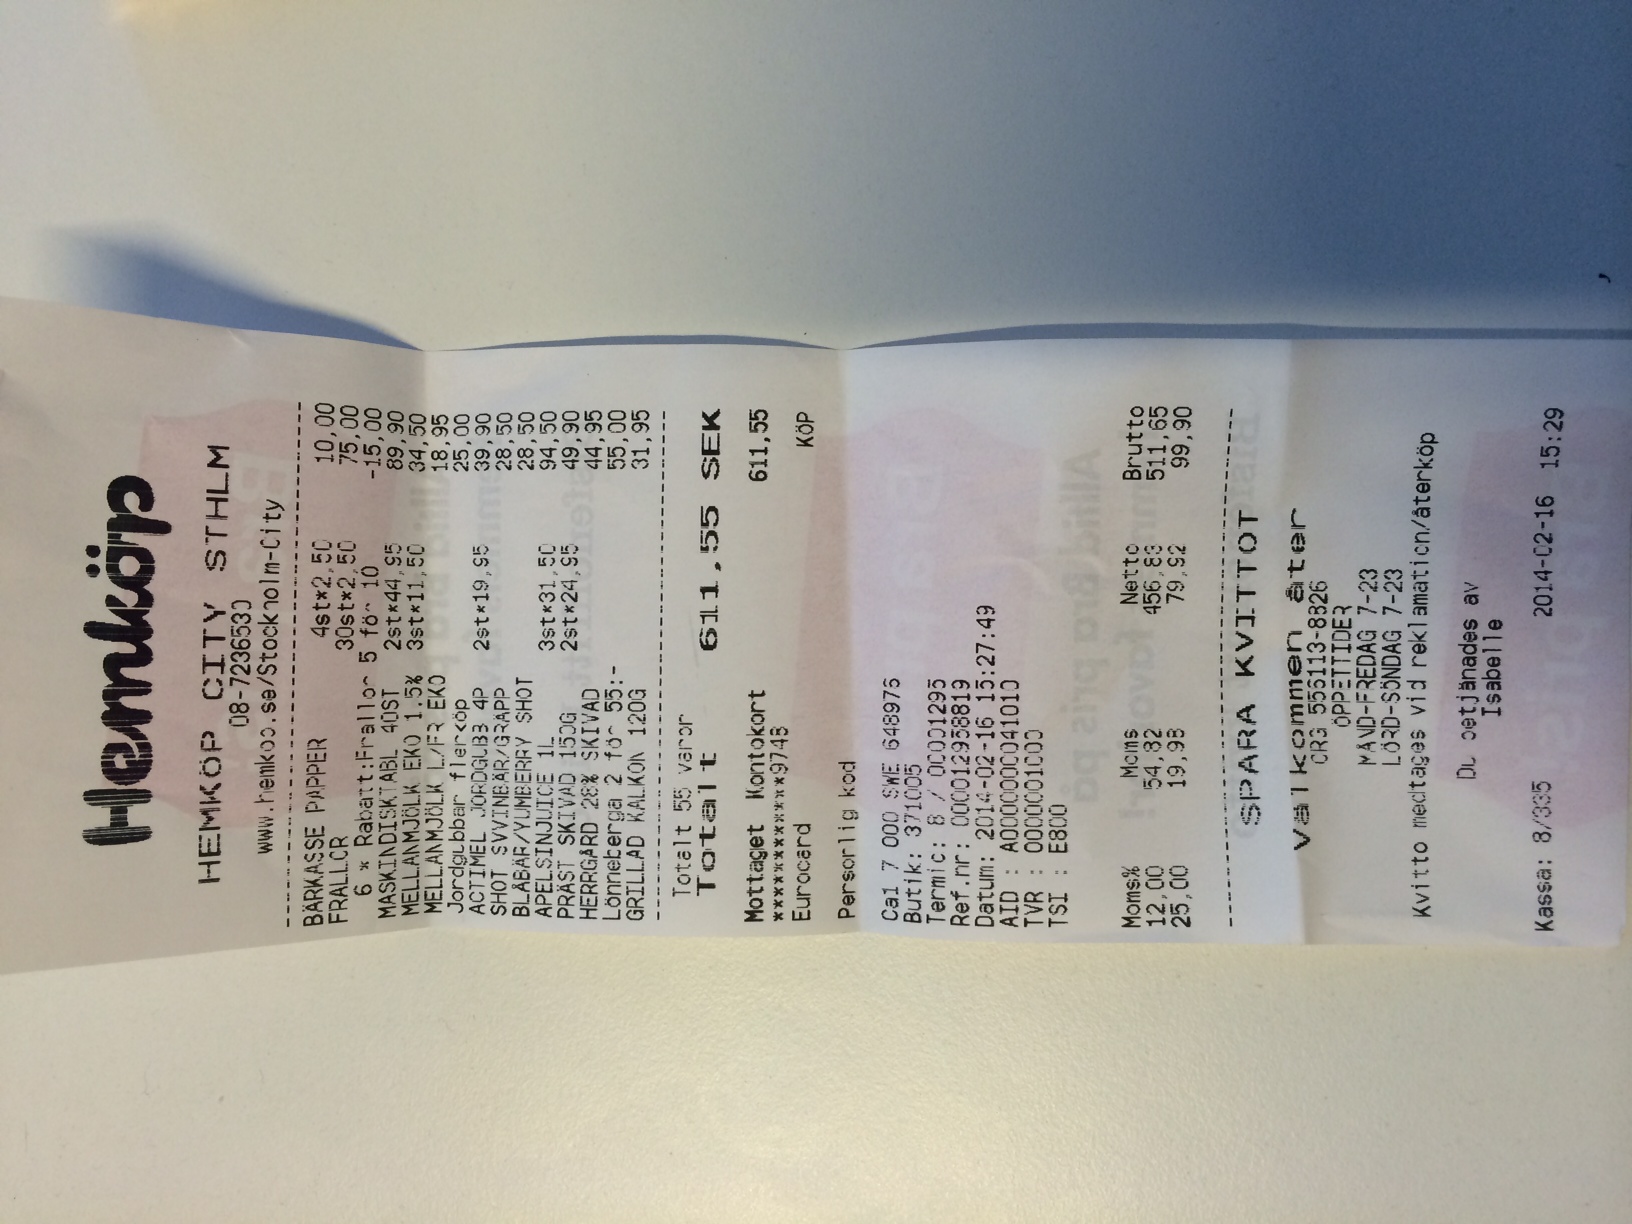 Hemköp
HEMKÖP CITY STHLM
08-7236530
www.hemkop.se/Stockholm-City
BÄRKASSE PAPPER 4st*2,50 10,00
FRALLOR 30st*2,50 75,00
6 * Rabatt:Frallor 5 för 10 -15,00
MASKINDISKTABL 40ST 2st*44,95 89,90
MELLANMJÖLK EKO 1.5% 3st*11,50 34,50
MELLANMJÖLK L/FR EKO 18,95
Jordgubbar flerköp 25,00
ACTIMEL JORDGUBB 4P 2st*19,95 39,90
SHOT SVVINBÄR/GRAPP 28,50
BLÅBÄR/YUMBERRY SHOT 28,50
APELSINJUICE 1L 3st*31,50 94,50
PRÄST SKIVAD 150G 2st*24,95 49,90
HERRGÅRD 28% SKIVAD 44,95
Lönneberga 2 för 55:- 55,00
GRILLAD KALKON 120G 31,95
Totalt 55 varor
Totalt 611,55 SEK
Mottaget Kontokort 611,55
************9748
Eurocard KÖP
Personlig kod
Ca1 7 000 SWE 648976
Butik: 371005
Termid: 8 / 00001295
Ref.nr: 000012958819
Datum: 2014-02-16 15:27:49
AID : A0000000041010
TVR : 0000001000
TSI : E800
Moms% Moms Netto Brutto
12,00 54,82 456,83 511,65
25,00 19,98 79,92 99,90
SPARA KVITTOT
Välkommen åter
ORG 556113-8826
ÖPPETTIDER
MÅND-FREDAG 7-23
LÖRD-SÖNDAG 7-23
Kvitto medtages vid reklamation/återköp
Du betjänades av
Isabelle
Kassa: 8/335 2014-02-16 15:29